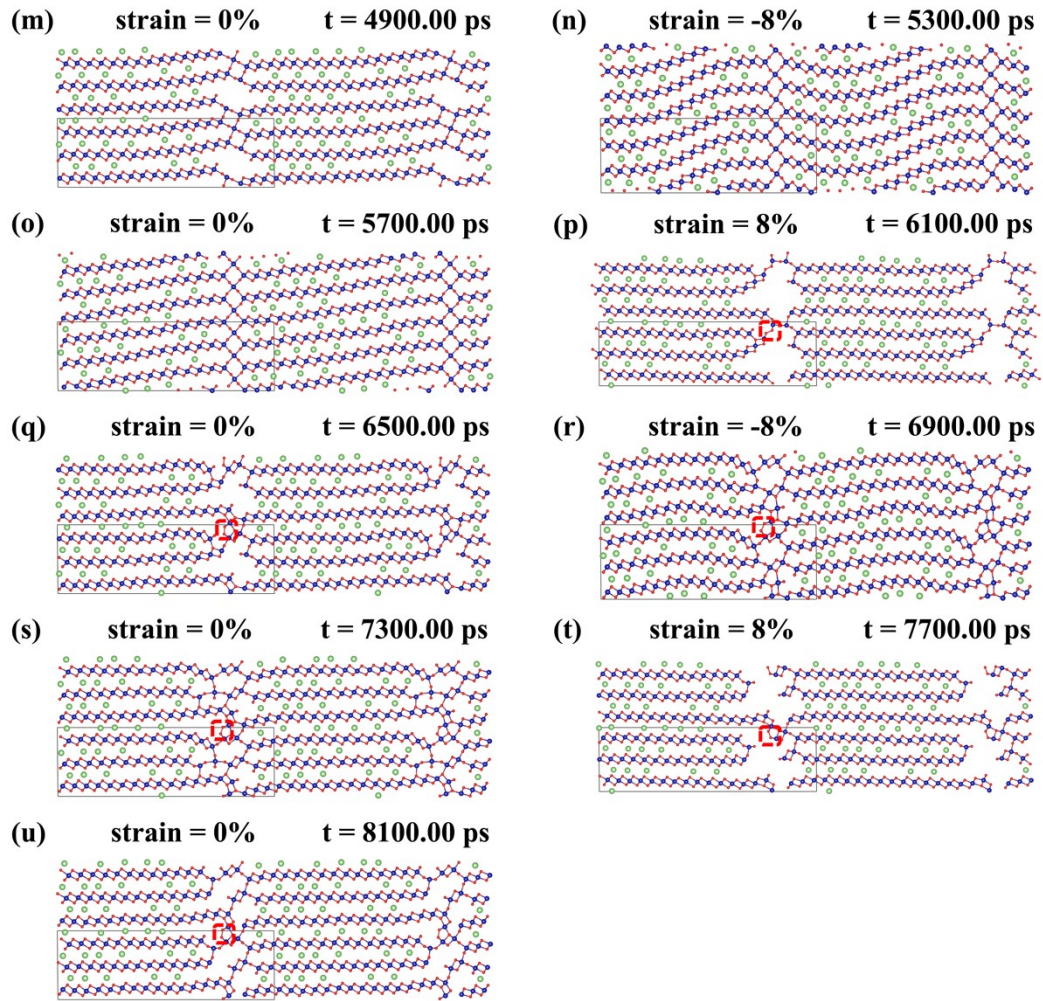 (m) strain = 0% t = 4900.00 ps
(n) strain = -8% t = 5300.00 ps
(o) strain = 0% t = 5700.00 ps
(p) strain = 8% t = 6100.00 ps
(q) strain = 0% t = 6500.00 ps
(r) strain = -8% t = 6900.00 ps
(s) strain = 0% t = 7300.00 ps
(t) strain = 8% t = 7700.00 ps
(u) strain = 0% t = 8100.00 ps